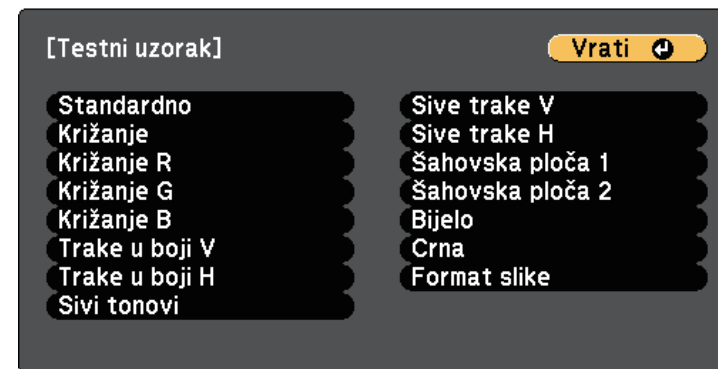 [Testni uzorak]
Vrati
Standardno
Križanje
Križanje R
Križanje G
Križanje B
Trake u boji V
Trake u boji H
Sivi tonovi
Sive trake V
Sive trake H
Šahovska ploča 1
Šahovska ploča 2
Bijelo
Crna
Format slike